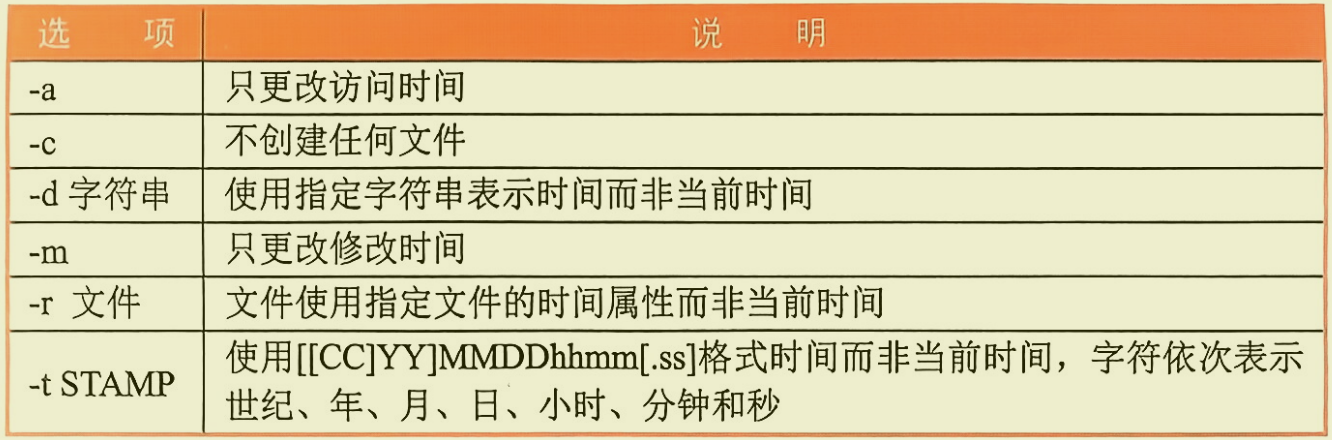 选 项 说 明
-a 只更改访问时间
-c 不创建任何文件
-d 字符串 使用指定字符串表示时间而非当前时间
-m 只更改修改时间
-r 文件 文件使用指定文件的时间属性而非当前时间
-t STAMP 使用[[CC]YY]MMDDhhmm[.ss]格式时间而非当前时间，字符依次表示
世纪、年、月、日、小时、分钟和秒